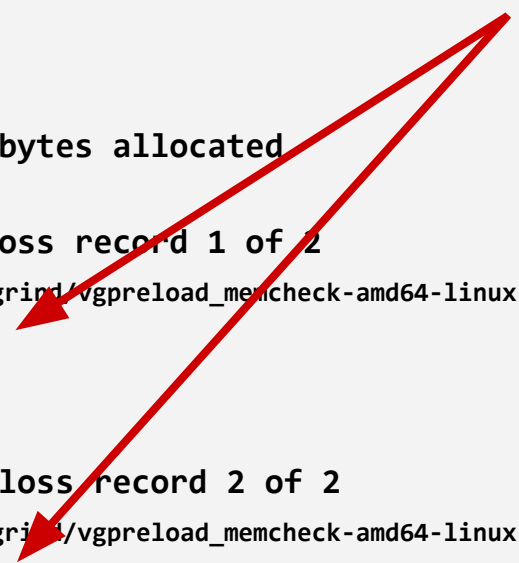 bytes allocated
oss record 1 of 2
grind/vgpreload_memcheck-amd64-linux
loss record 2 of 2
grind/vgpreload_memcheck-amd64-linux